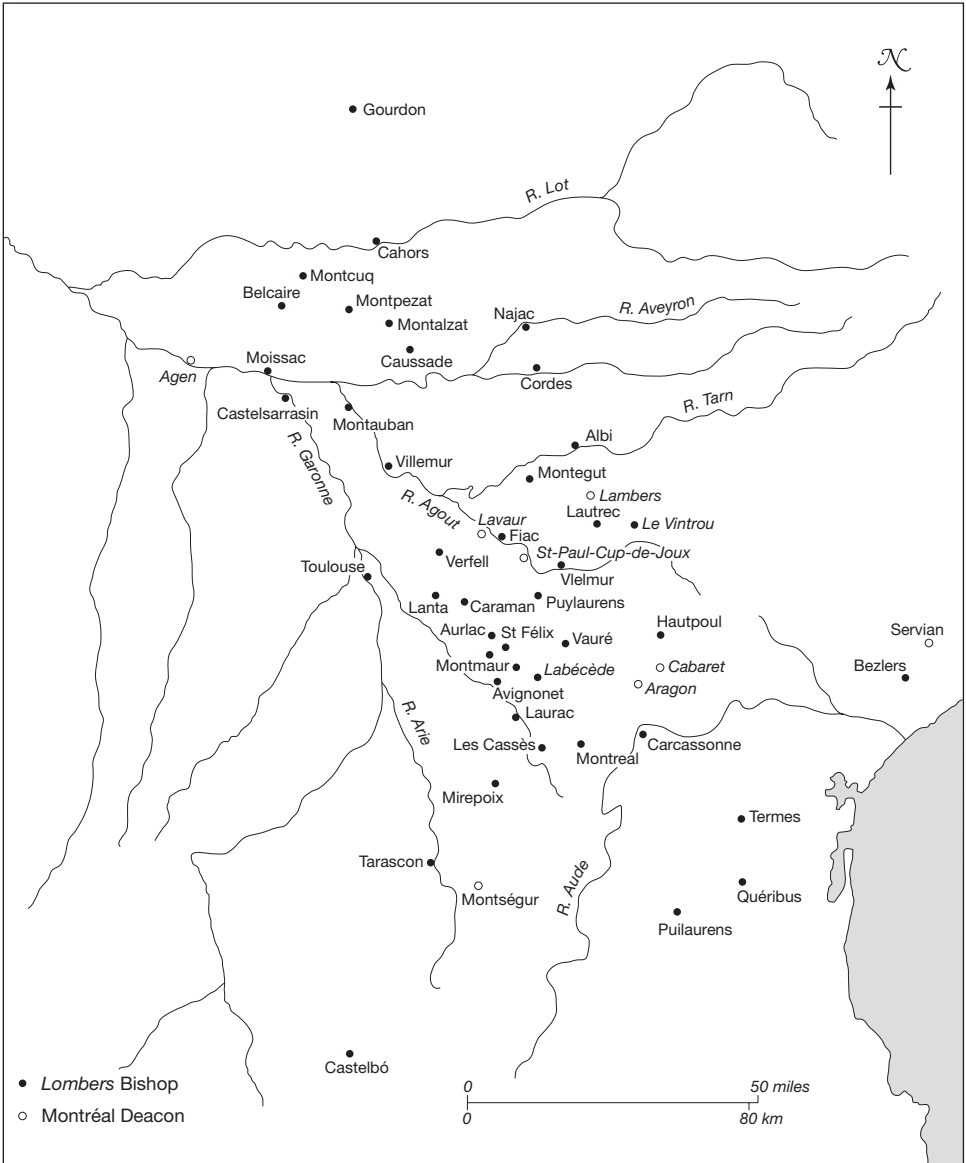 N
Gourdon
R. Lot
Cahors
Montcuq
Belcaire
Montpezat
Montalzat
Najac
R. Aveyron
Caussade
Agen
Moissac
Cordes
Castelsarrasin
Montauban
R. Tarn
R. Garonne
Albi
Villemur
Montegut
R. Agout
Lambers
Lavaur
Lautrec
Le Vintrou
Fiac
St-Paul-Cup-de-Joux
Verfell
Toulouse
Vlelmur
Lanta
Caraman
Puylaurens
Aurlac
St Félix
Vauré
Hautpoul
Servian
Montmaur
Labécède
Cabaret
Bezlers
Avignonet
Aragon
Laurac
R. Arie
Les Cassès
Montreal
Carcassonne
Mirepoix
Termes
Tarascon
Montségur
R. Aude
Quéribus
Puilaurens
Castelbó
Lombers Bishop
Montréal Deacon
0 50 miles
0 80 km